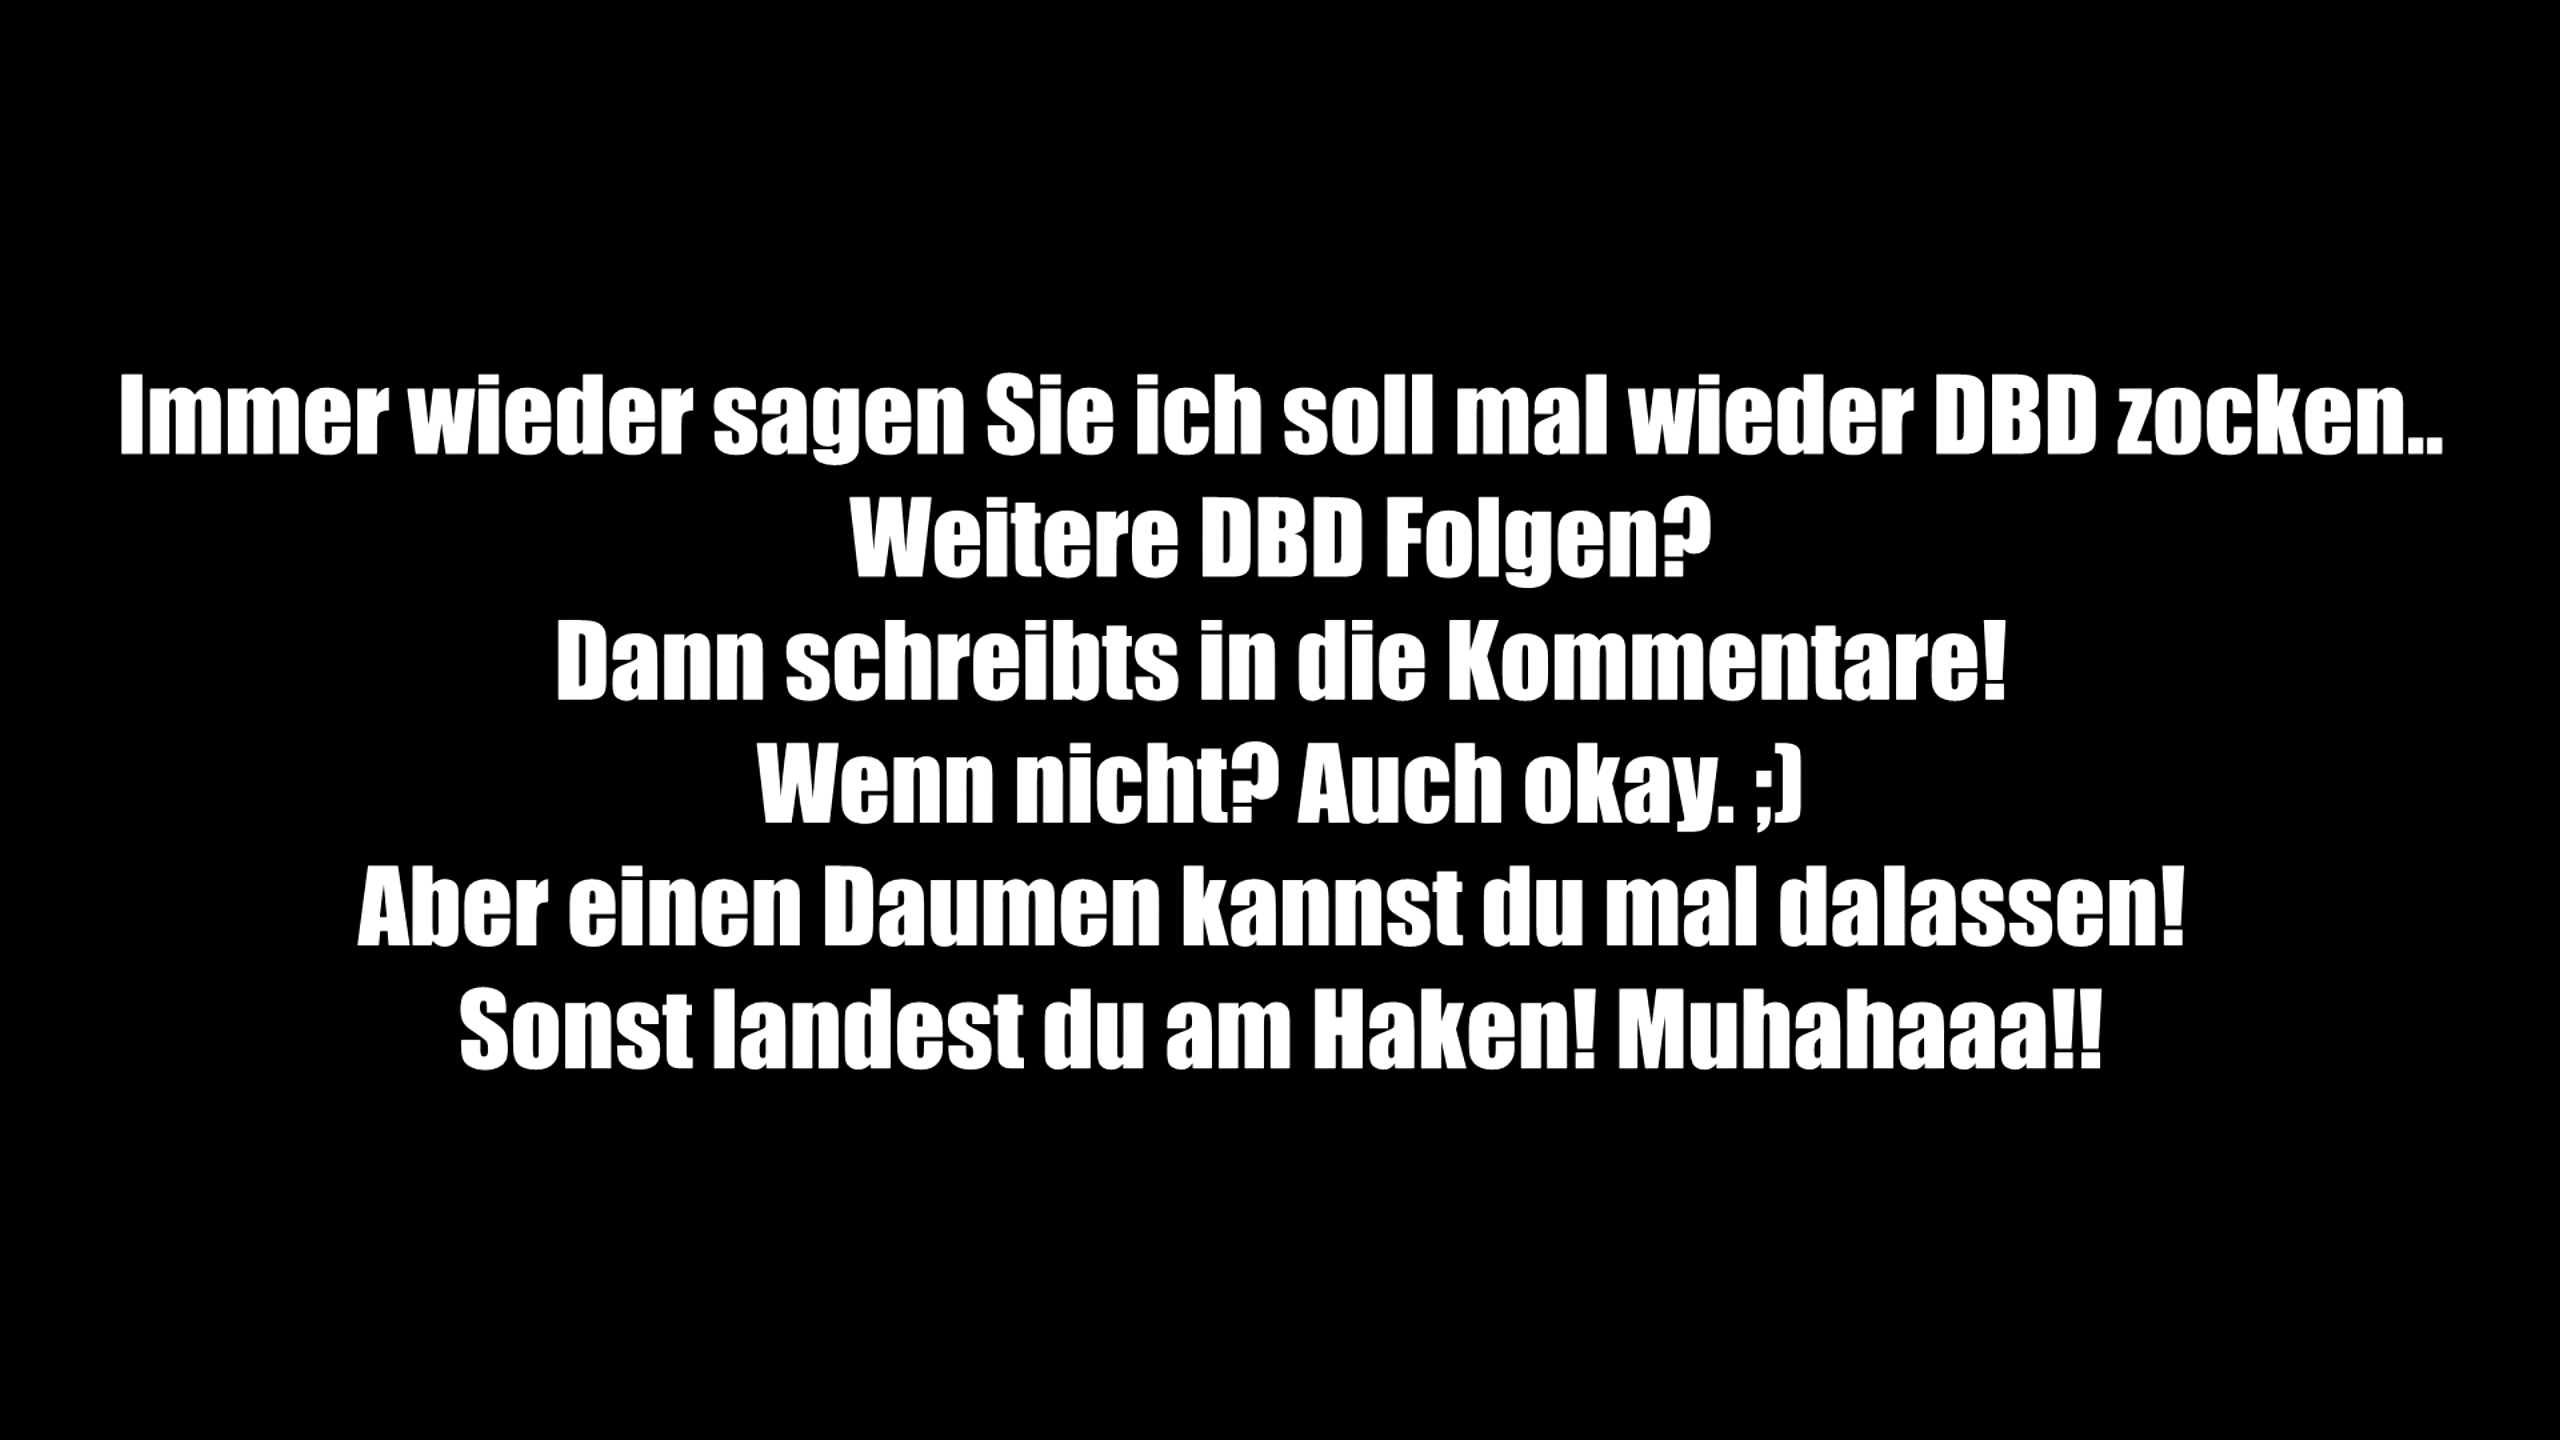 Immer wieder sagen Sie ich soll mal wieder DBD zocken..
Weitere DBD Folgen?
Dann schreibts in die Kommentare!
Wenn nicht? Auch okay. ;)
Aber einen Daumen kannst du mal dalassen!
Sonst landest du am Haken! Muhahaaa!!